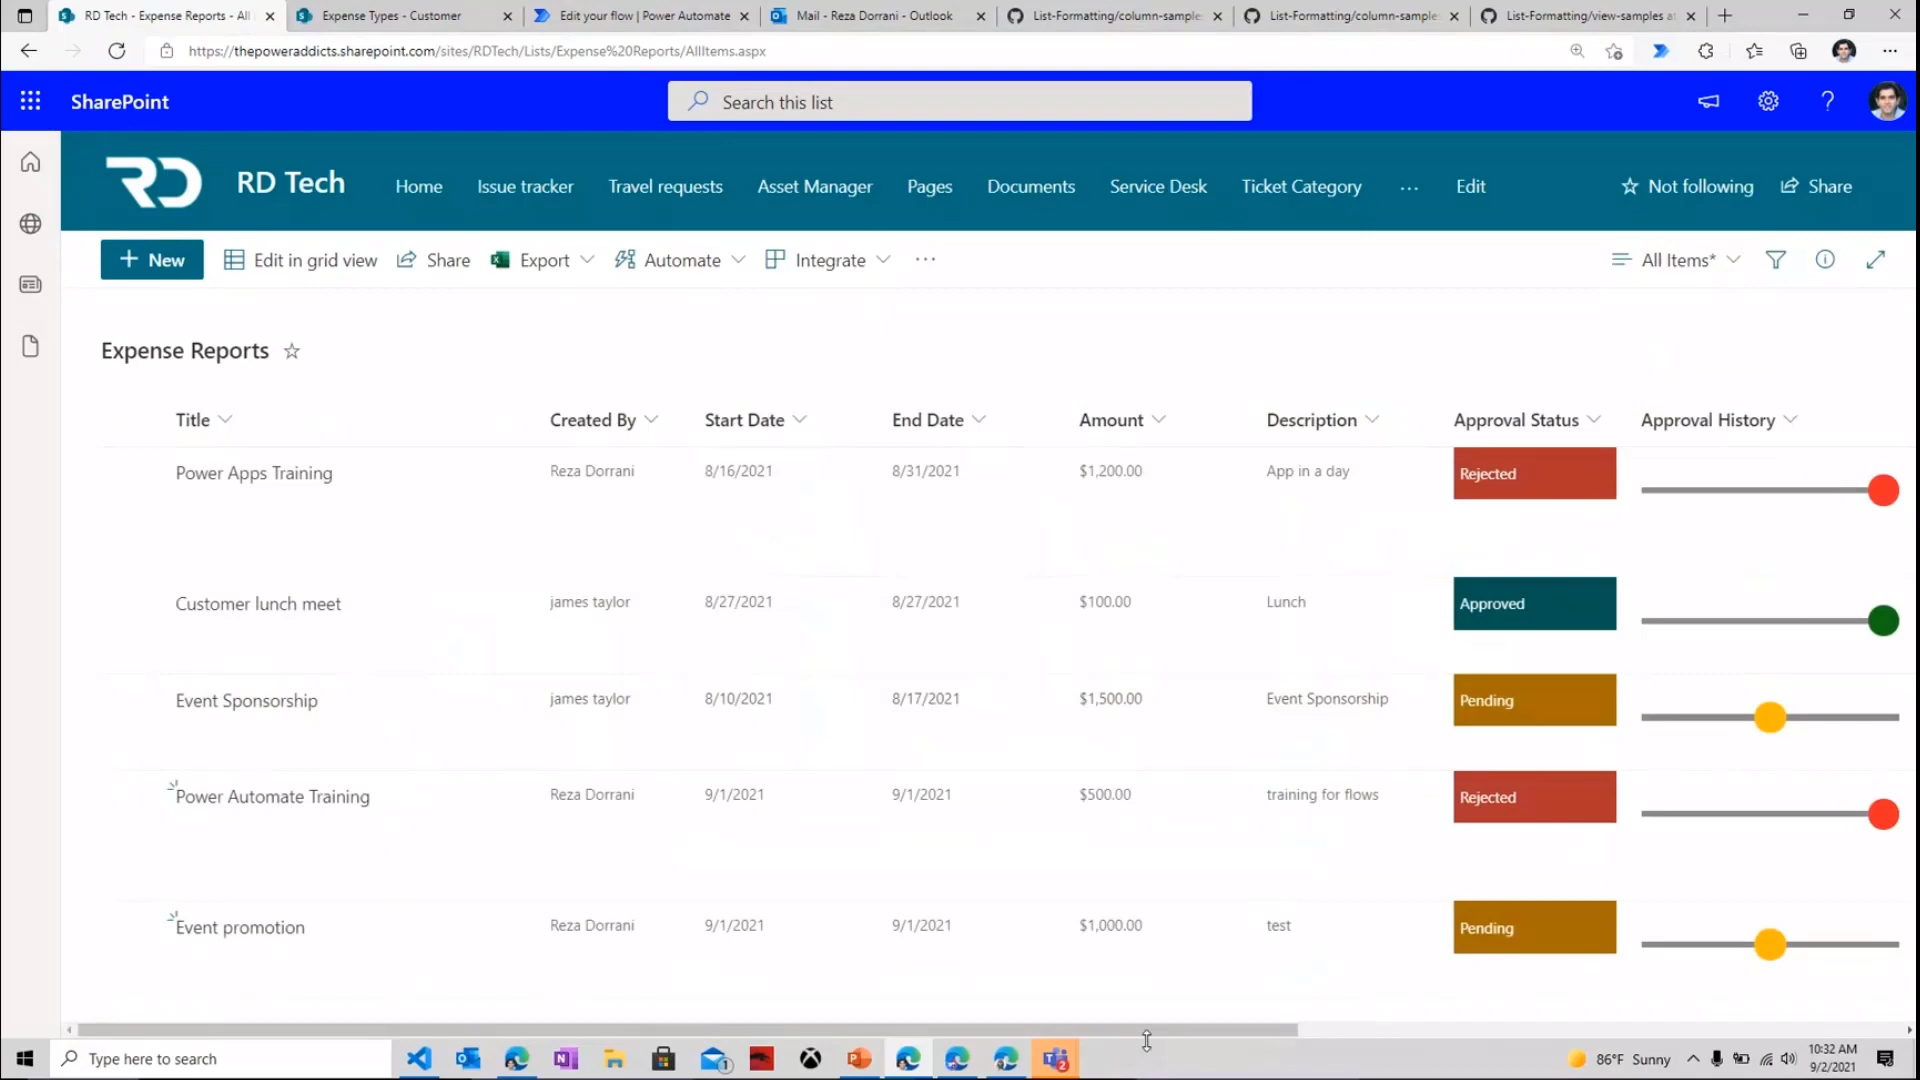 RD Tech - Expense Reports - All
Expense Types - Customer
Edit your flow | Power Automate
Mail - Reza Dorrani - Outlook
List-Formatting/column-sample
List-Formatting/column-sample
List-Formatting/view-samples at
https://thepoweraddicts.sharepoint.com/sites/RDTech/Lists/Expense%20Reports/AllItems.aspx
SharePoint
Search this list
RD
RD Tech
Home
Issue tracker
Travel requests
Asset Manager
Pages
Documents
Service Desk
Ticket Category
...
Edit
Not following
Share
New
Edit in grid view
Share
Export
Automate
Integrate
...
All Items*
Expense Reports
Title Created By Start Date End Date Amount Description Approval Status Approval History
Power Apps Training Reza Dorrani 8/16/2021 8/31/2021 $1,200.00 App in a day Rejected
Customer lunch meet james taylor 8/27/2021 8/27/2021 $100.00 Lunch Approved
Event Sponsorship james taylor 8/10/2021 8/17/2021 $1,500.00 Event Sponsorship Pending
Power Automate Training Reza Dorrani 9/1/2021 9/1/2021 $500.00 training for flows Rejected
Event promotion Reza Dorrani 9/1/2021 9/1/2021 $1,000.00 test Pending
Type here to search
86°F Sunny
10:32 AM
9/2/2021